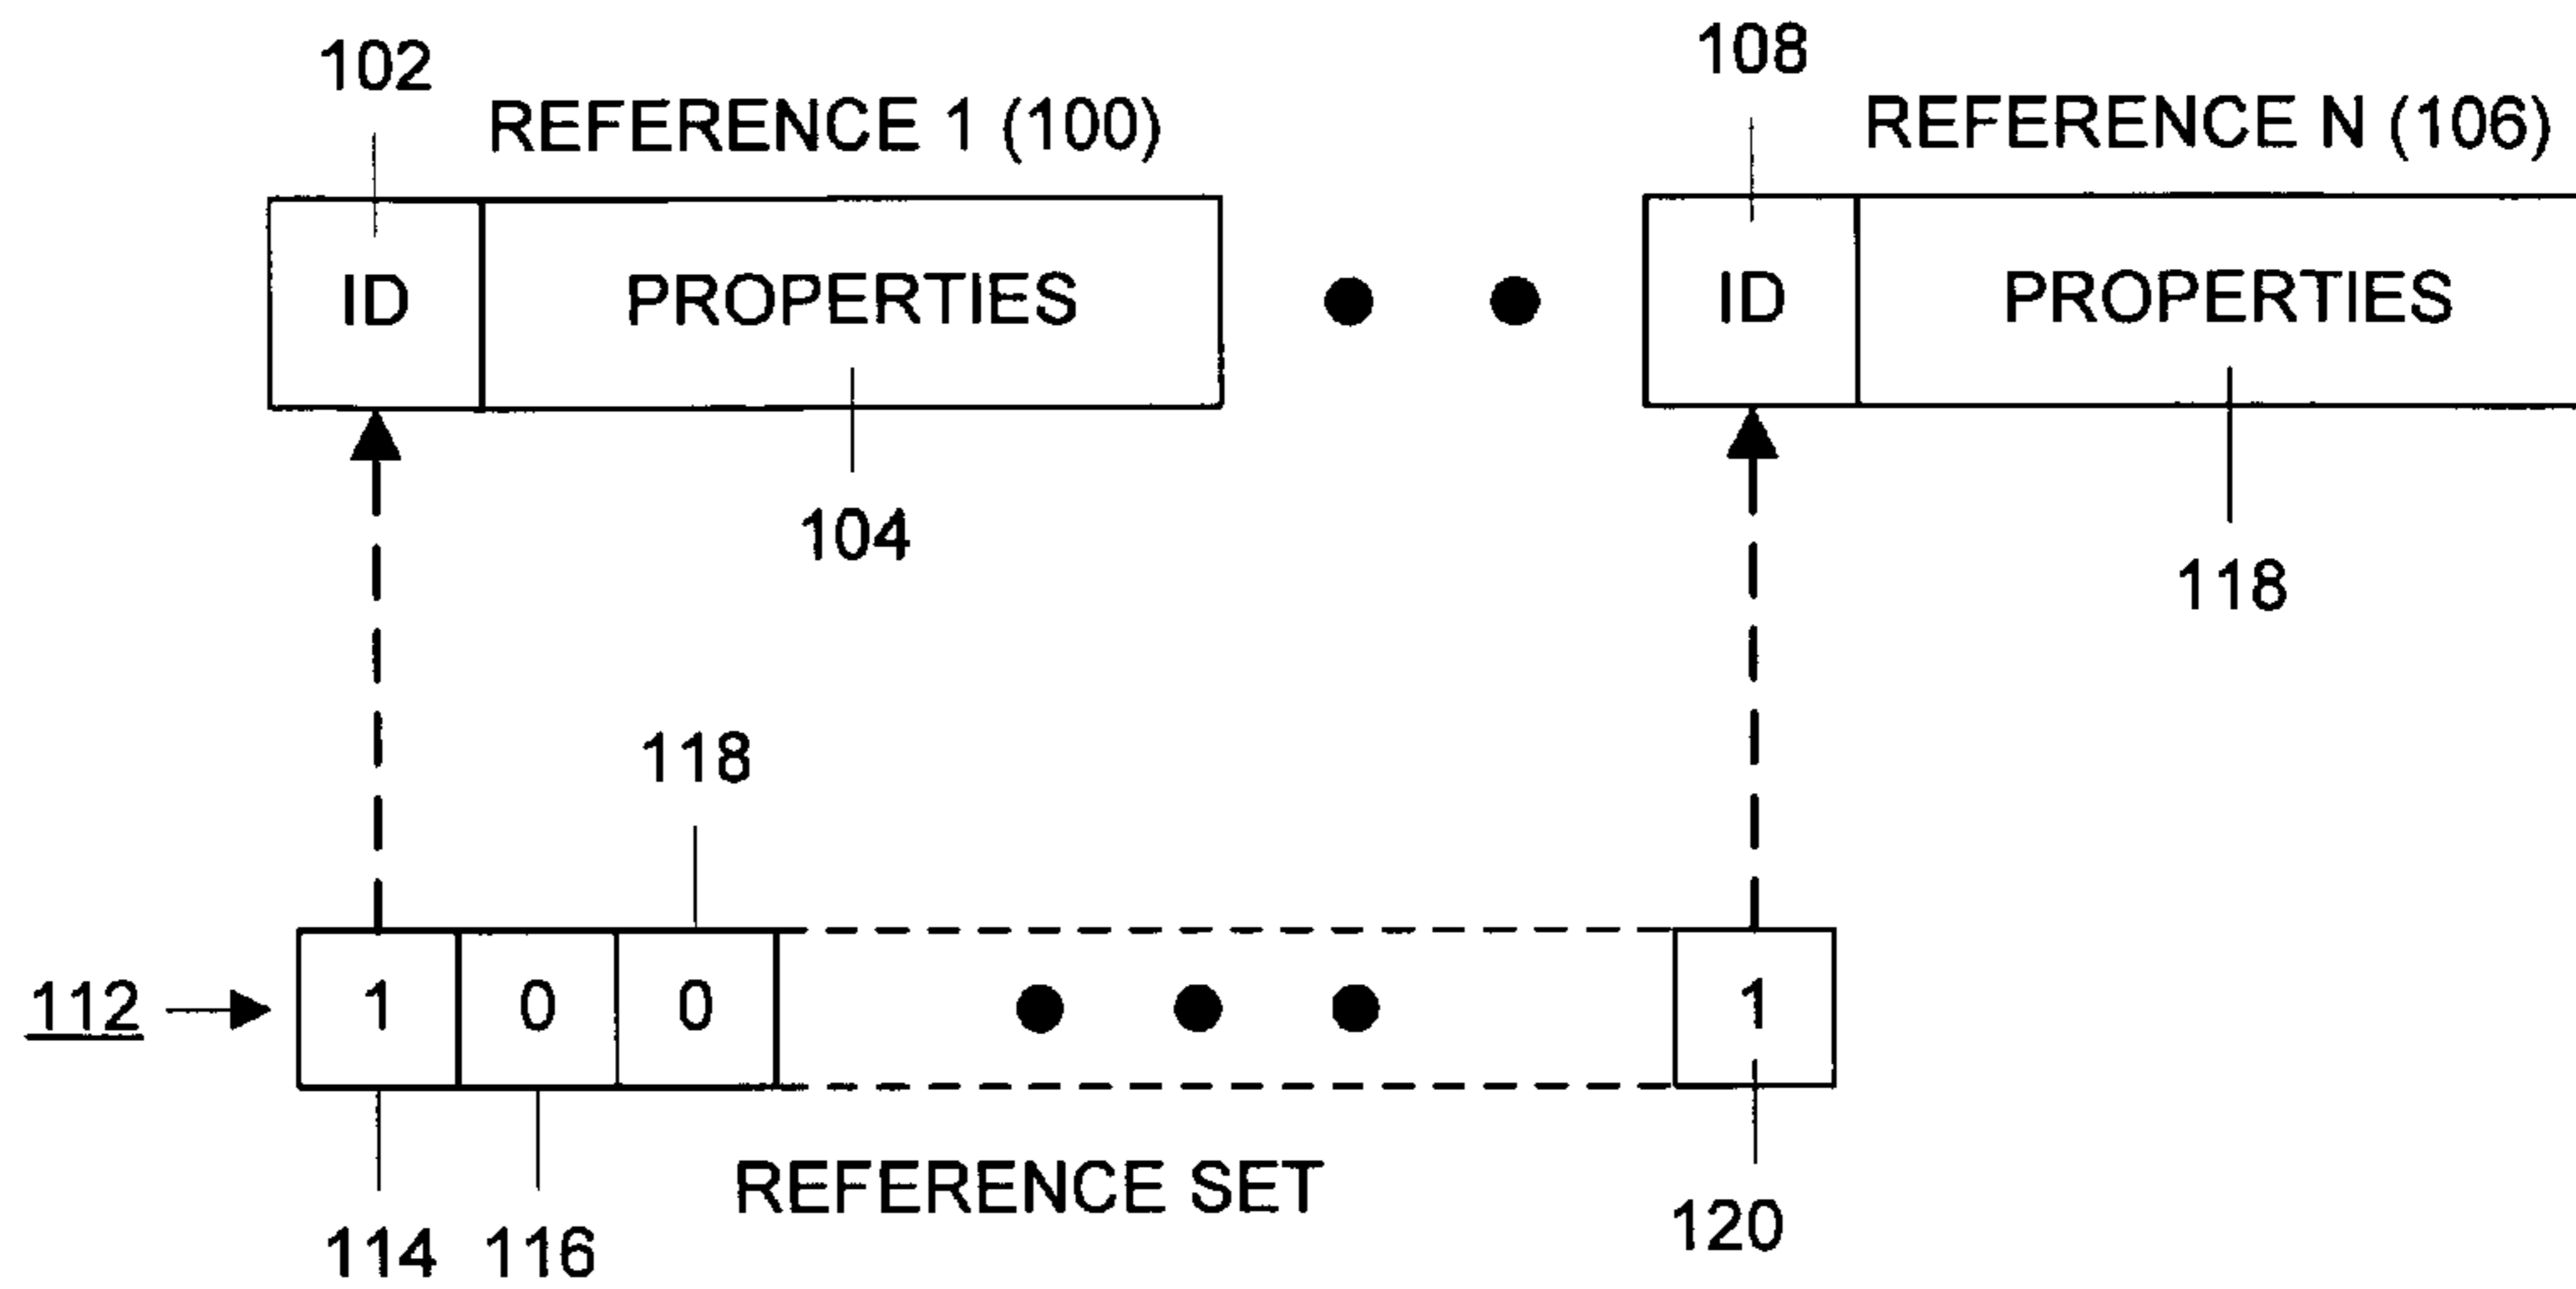 102
108
REFERENCE 1 (100)
REFERENCE N (106)
ID
PROPERTIES
ID
PROPERTIES
104
118
118
112
1
0
0
1
REFERENCE SET
114
116
120